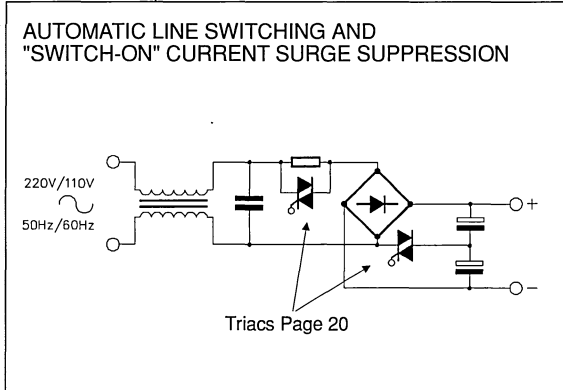 AUTOMATIC LINE SWITCHING AND
"SWITCH-ON" CURRENT SURGE SUPPRESSION
220V/110V
50Hz/60Hz
+
−
Triacs Page 20